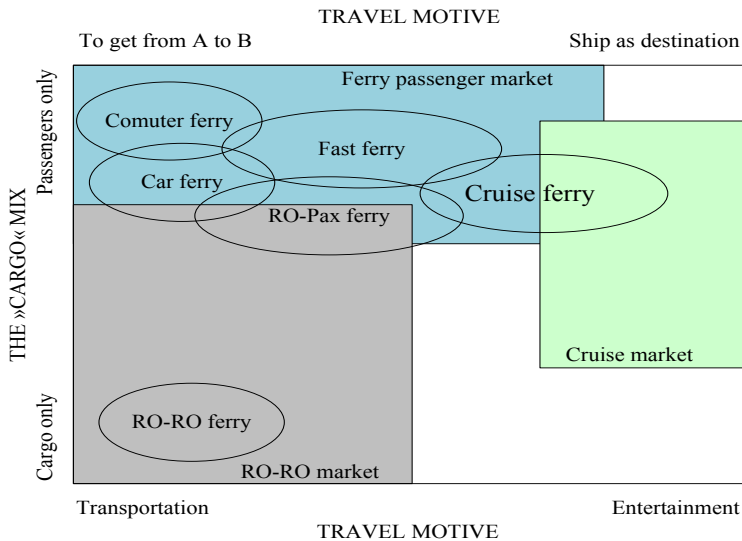 TRAVEL MOTIVE
To get from A to B
Ship as destination
Passengers only
Ferry passenger market
Comuter ferry
Fast ferry
Car ferry
Cruise ferry
RO-Pax ferry
THE »CARGO« MIX
Cruise market
Cargo only
RO-RO ferry
RO-RO market
Transportation
Entertainment
TRAVEL MOTIVE